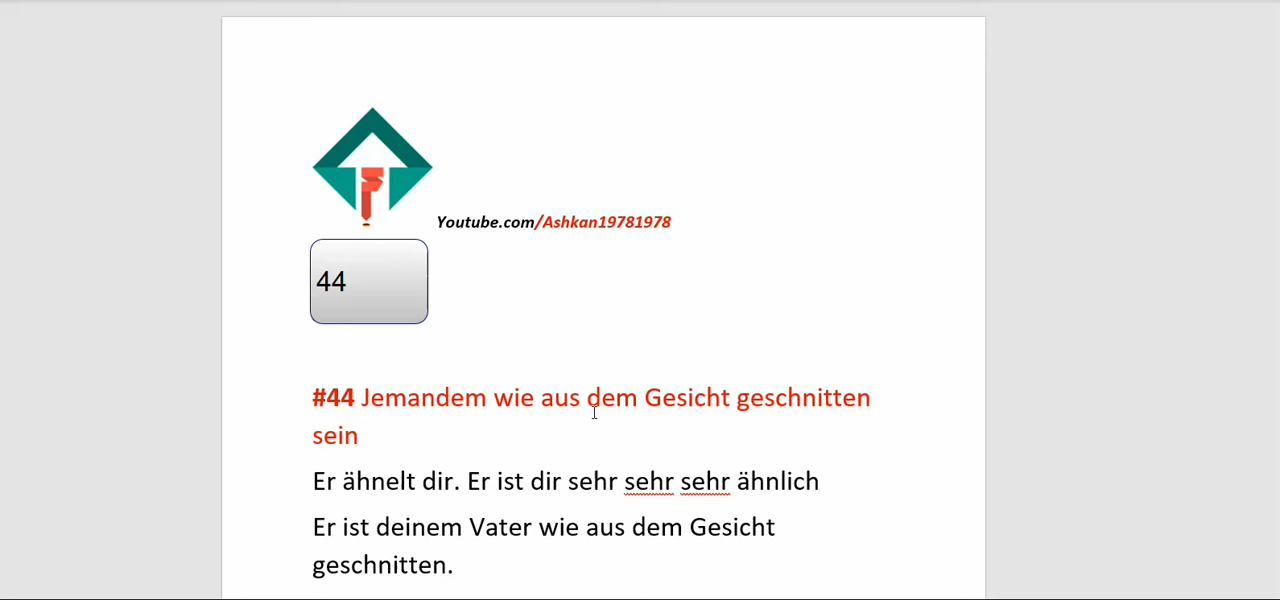 Youtube.com/Ashkan19781978
44
#44 Jemandem wie aus dem Gesicht geschnitten
sein
Er ähnelt dir. Er ist dir sehr sehr sehr ähnlich
Er ist deinem Vater wie aus dem Gesicht
geschnitten.